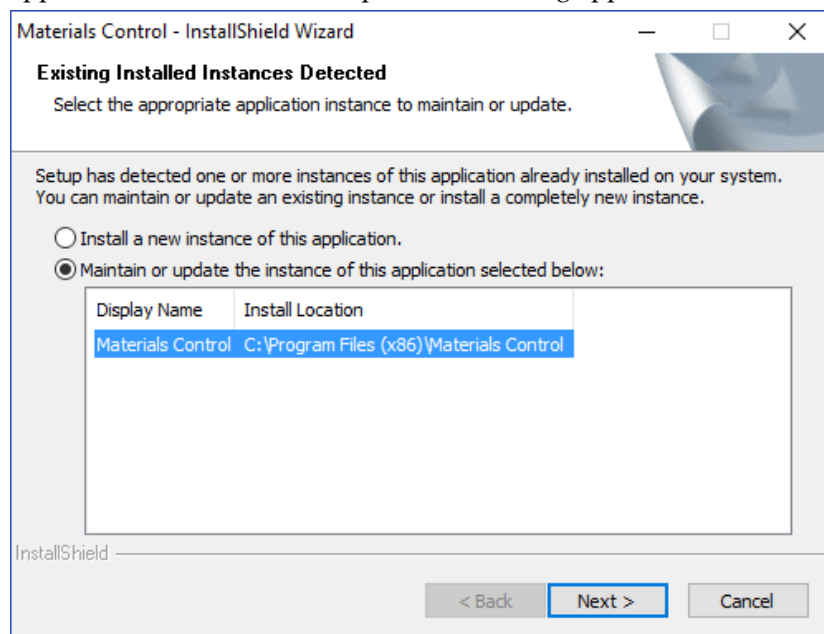 Materials Control - InstallShield Wizard
Existing Installed Instances Detected
Select the appropriate application instance to maintain or update.
Setup has detected one or more instances of this application already installed on your system.
You can maintain or update an existing instance or install a completely new instance.
Install a new instance of this application.
Maintain or update the instance of this application selected below:
Display Name Install Location
Materials Control C:\Program Files (x86)\Materials Control
InstallShield
< Back Next > Cancel